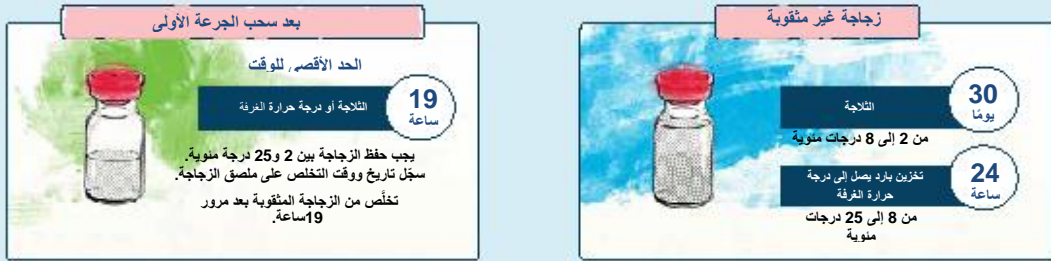 زجاجة غير مثقوبة
30
يومًا
الثلاجة
من 2 إلى 8 درجات مئوية
24
ساعة
تخزين بارد يصل إلى درجة
حرارة الغرفة
من 8 إلى 25 درجات
مئوية
بعد سحب الجرعة الأولى
الحد الأقصى للوقت
19
ساعة
الثلاجة أو درجة حرارة الغرفة
يجب حفظ الزجاجة بين 2 و25 درجة مئوية.
سجّل تاريخ ووقت التخلص على ملصق الزجاجة.
تخلَّص من الزجاجة المثقوبة بعد مرور
19ساعة.